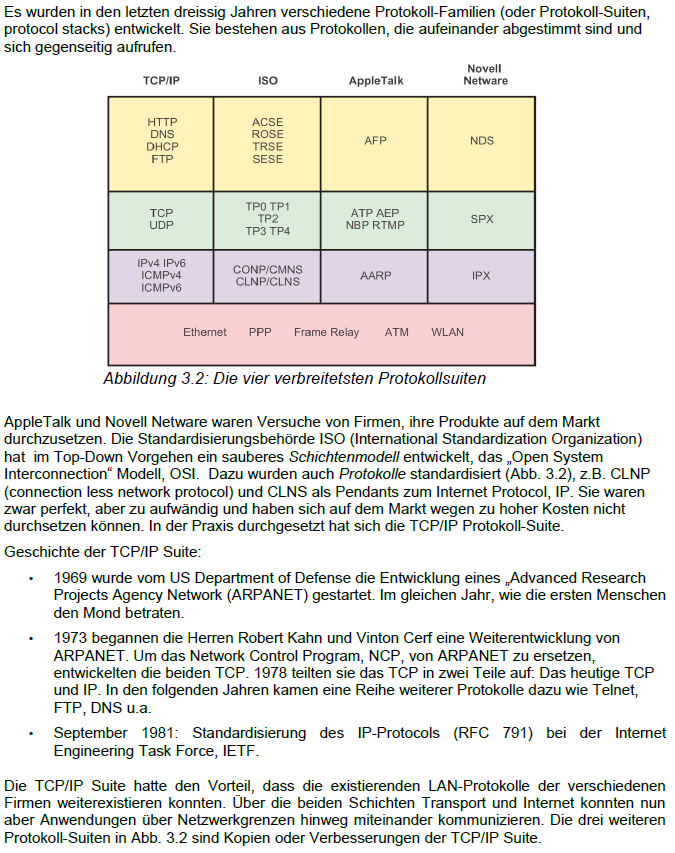 Es wurden in den letzten dreissig Jahren verschiedene Protokoll-Familien (oder Protokoll-Suiten,
protocol stacks) entwickelt. Sie bestehen aus Protokollen, die aufeinander abgestimmt sind und
sich gegenseitig aufrufen.
TCP/IP ISO AppleTalk Novell Netware
HTTP
DNS
DHCP
FTP
ACSE
ROSE
TRSE
SESE
AFP
NDS
TCP
UDP
TP0 TP1
TP2
TP3 TP4
ATP AEP
NBP RTMP
SPX
IPv4 IPv6
ICMPv4
ICMPv6
CONP/CMNS
CLNP/CLNS
AARP
IPX
Ethernet PPP Frame Relay ATM WLAN
Abbildung 3.2: Die vier verbreitetsten Protokollsuiten
AppleTalk und Novell Netware waren Versuche von Firmen, ihre Produkte auf dem Markt
durchzusetzen. Die Standardisierungsbehörde ISO (International Standardization Organization)
hat im Top-Down Vorgehen ein sauberes Schichtenmodell entwickelt, das „Open System
Interconnection“ Modell, OSI. Dazu wurden auch Protokolle standardisiert (Abb. 3.2), z.B. CLNP
(connection less network protocol) und CLNS als Pendants zum Internet Protocol, IP. Sie waren
zwar perfekt, aber zu aufwändig und haben sich auf dem Markt wegen zu hoher Kosten nicht
durchsetzen können. In der Praxis durchgesetzt hat sich die TCP/IP Protokoll-Suite.
Geschichte der TCP/IP Suite:
• 1969 wurde vom US Department of Defense die Entwicklung eines „Advanced Research
Projects Agency Network (ARPANET) gestartet. Im gleichen Jahr, wie die ersten Menschen
den Mond betraten.
• 1973 begannen die Herren Robert Kahn und Vinton Cerf eine Weiterentwicklung von
ARPANET. Um das Network Control Program, NCP, von ARPANET zu ersetzen,
entwickelten die beiden TCP. 1978 teilten sie das TCP in zwei Teile auf: Das heutige TCP
und IP. In den folgenden Jahren kamen eine Reihe weiterer Protokolle dazu wie Telnet,
FTP, DNS u.a.
• September 1981: Standardisierung des IP-Protocols (RFC 791) bei der Internet
Engineering Task Force, IETF.
Die TCP/IP Suite hatte den Vorteil, dass die existierenden LAN-Protokolle der verschiedenen
Firmen weiterexistieren konnten. Über die beiden Schichten Transport und Internet konnten nun
aber Anwendungen über Netzwerkgrenzen hinweg miteinander kommunizieren. Die drei weiteren
Protokoll-Suiten in Abb. 3.2 sind Kopien oder Verbesserungen der TCP/IP Suite.